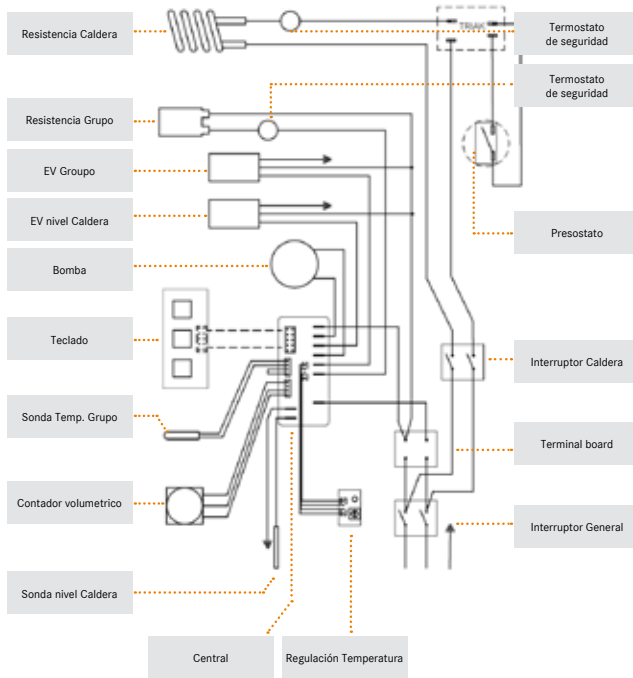 Resistencia Caldera
TRIAK
Termostato
de seguridad
Termostato
de seguridad
Resistencia Grupo
EV Groupo
EV nivel Caldera
Presostato
Bomba
Teclado
Interruptor Caldera
Sonda Temp. Grupo
Terminal board
Contador volumetrico
Interruptor General
Sonda nivel Caldera
Central
Regulación Temperatura